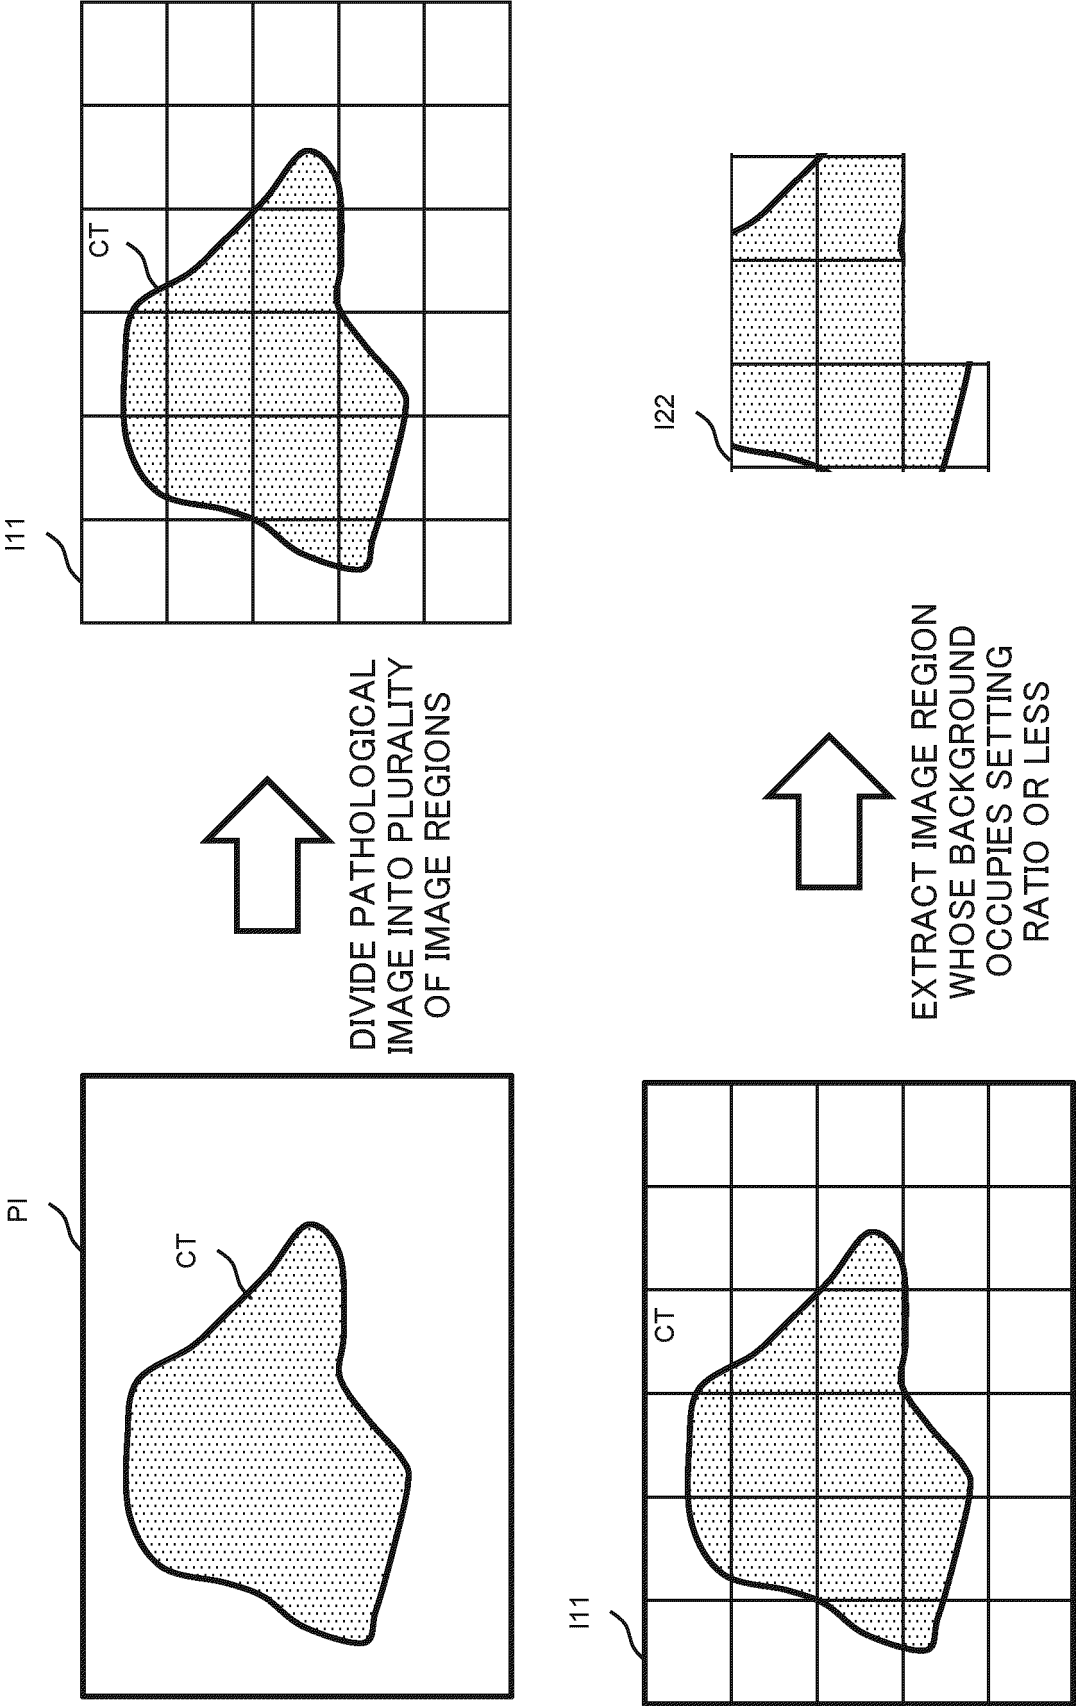 PI
CT
DIVIDE PATHOLOGICAL
IMAGE INTO PLURALITY
OF IMAGE REGIONS
I11
CT
I11
CT
EXTRACT IMAGE REGION
WHOSE BACKGROUND
OCCUPIES SETTING
RATIO OR LESS
I22